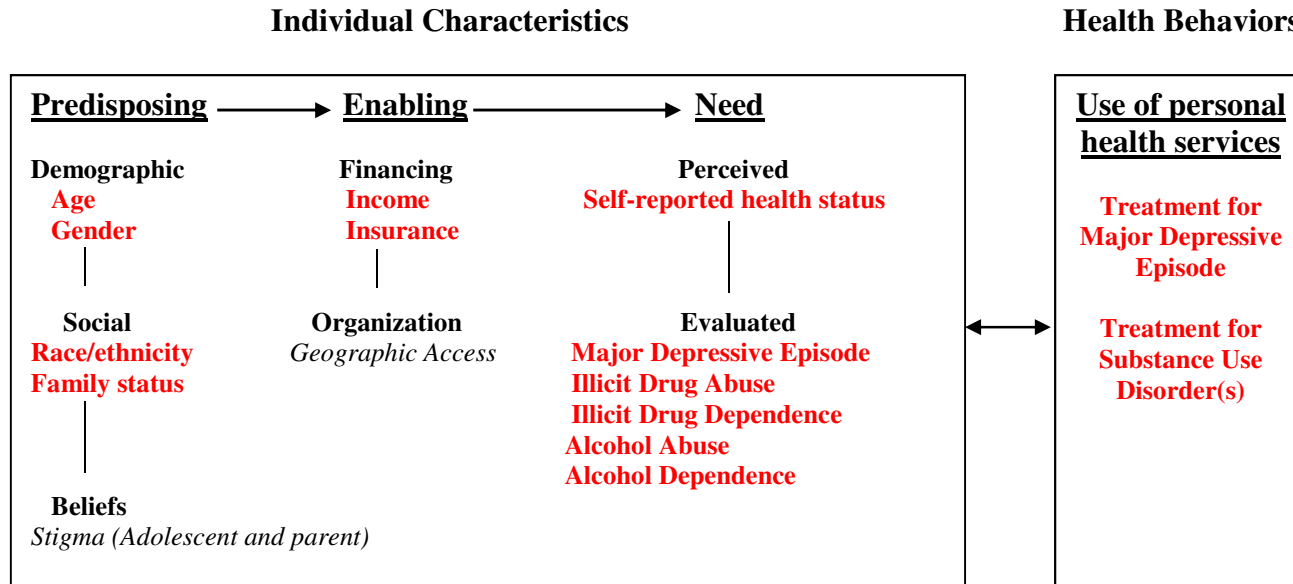 Individual Characteristics
Health Behaviors
Predisposing
Enabling
Need
Demographic
Age
Gender
Social
Race/ethnicity
Family status
Beliefs
Stigma (Adolescent and parent)
Financing
Income
Insurance
Organization
Geographic Access
Perceived
Self-reported health status
Evaluated
Major Depressive Episode
Illicit Drug Abuse
Illicit Drug Dependence
Alcohol Abuse
Alcohol Dependence
Use of personal
health services
Treatment for
Major Depressive
Episode
Treatment for
Substance Use
Disorder(s)